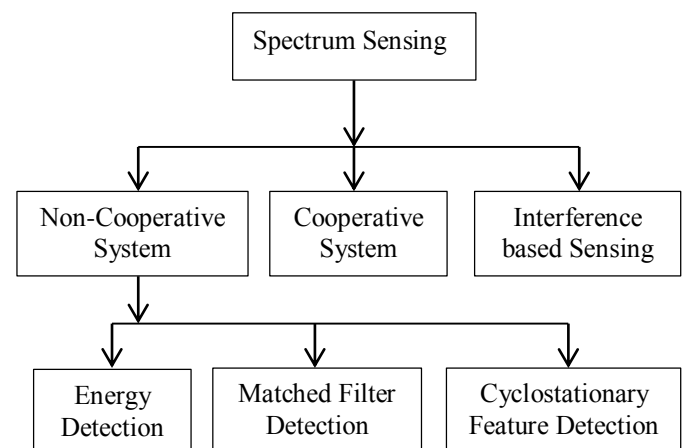 Spectrum Sensing
Non-Cooperative
System
Cooperative
System
Interference
based Sensing
Energy
Detection
Matched Filter
Detection
Cyclostationary
Feature Detection